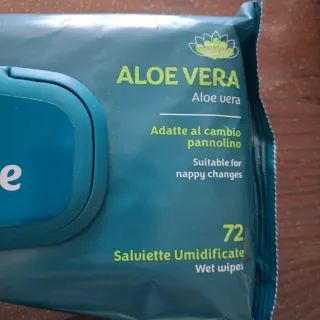 ALOE VERA
Aloe vera
Adatte al cambio
pannolino
Suitable for
nappy changes
e
72
Salviette Umidificate
Wet wipes